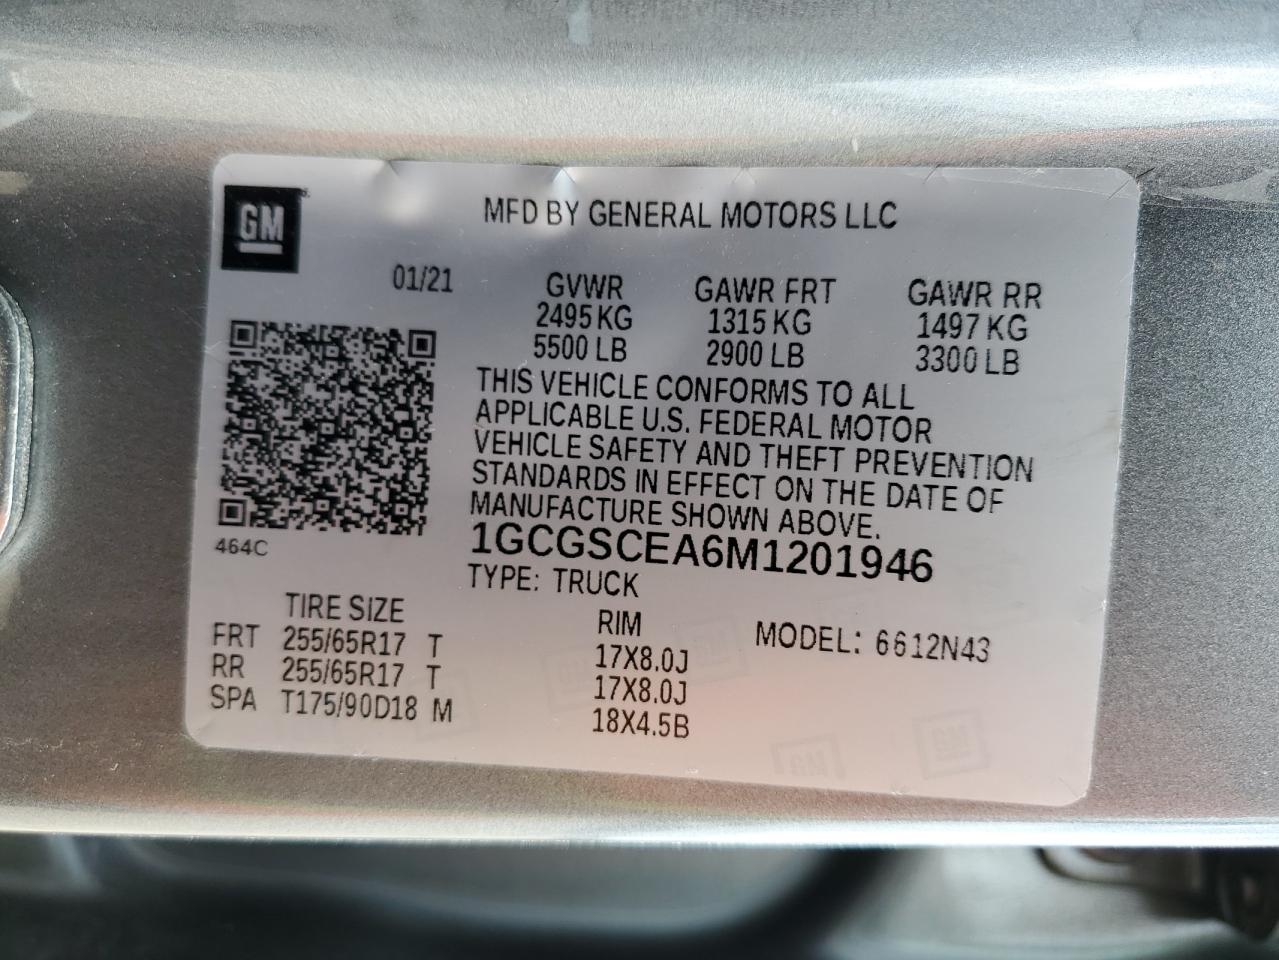 GM
MFD BY GENERAL MOTORS LLC
01/21 GVWR GAWR FRT GAWR RR
2495 KG 1315 KG 1497 KG
5500 LB 2900 LB 3300 LB
THIS VEHICLE CONFORMS TO ALL
APPLICABLE U.S. FEDERAL MOTOR
VEHICLE SAFETY AND THEFT PREVENTION
STANDARDS IN EFFECT ON THE DATE OF
MANUFACTURE SHOWN ABOVE.
464C
1GCGSCEA6M1201946
TYPE: TRUCK
TIRE SIZE RIM MODEL: 6612N43
FRT 255/65R17 T 17X8.0J
RR 255/65R17 T 17X8.0J
SPA T175/90D18 M 18X4.5B
GM GM